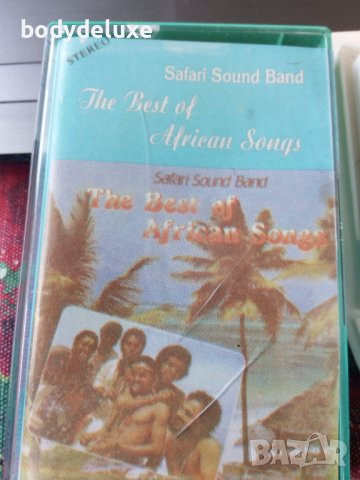 bodydeluxe
STEREO
Safari Sound Band
The Best of
African Songs
Safari Sound Band
The Best of
African Songs
BAZAR